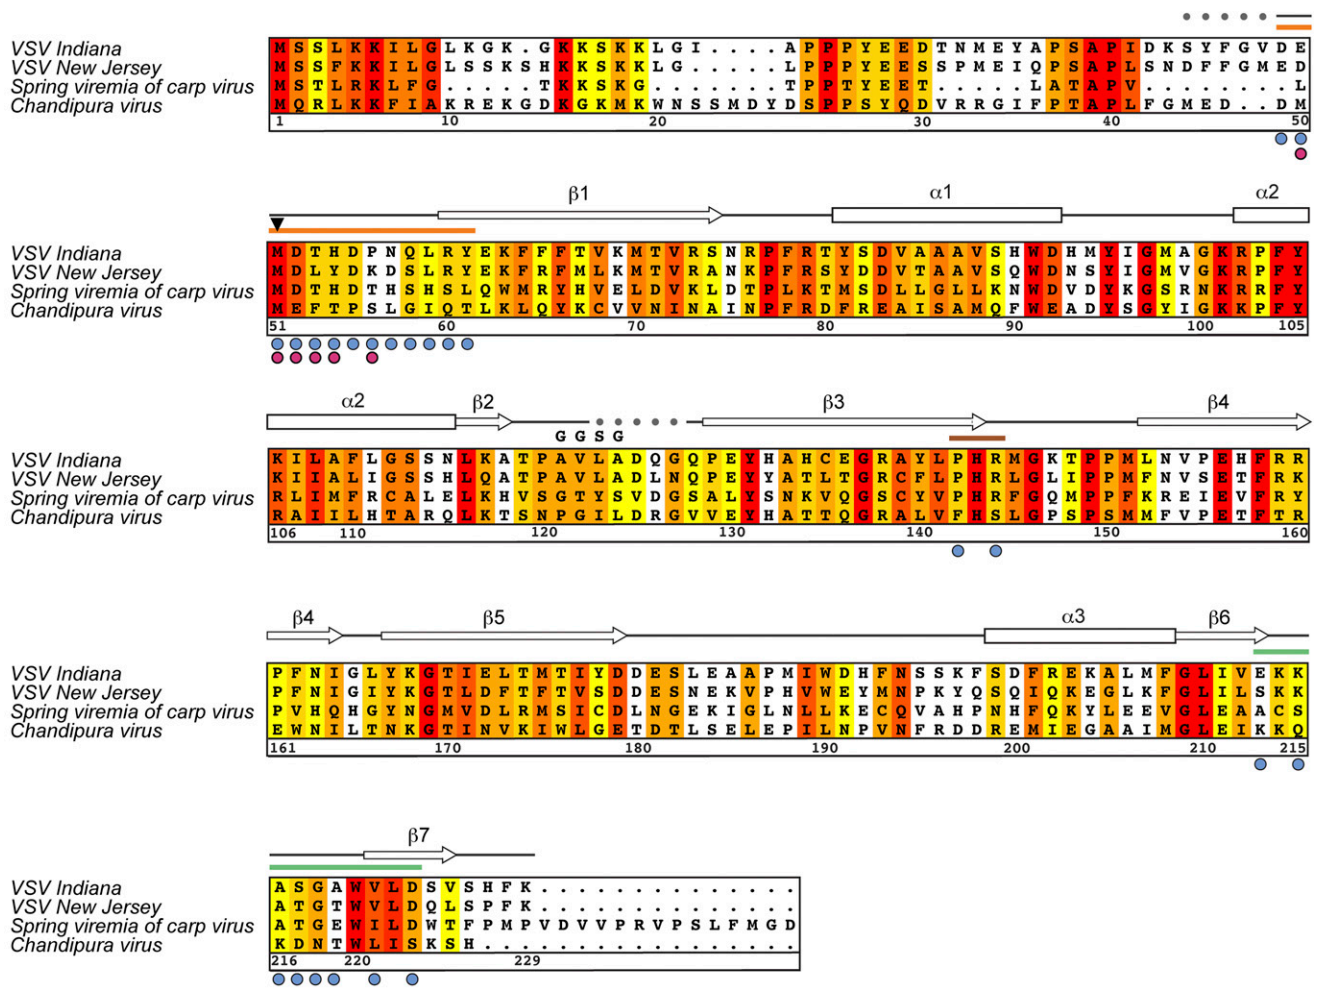 VSV Indiana M S S L K K I L G L K G K . G K K S K K L G I . . . . A P P P Y E E D T N M E Y A P S A P I D K S Y F G V D E
VSV New Jersey M S S F K K I L G L S S K S H K K S K K L G . . . . . . L P P P Y E E S S P M E I Q P S A P L S N D F F G M E D
Spring viremia of carp virus M S T L R K L F G . . . . . T K K S K G . . . . . . . T P P T Y E E T . . . . . L A T A P L . . . . . . . . L
Chandipura virus M Q R L K K F I A K R E K G D K G K M K W N S S M D Y D S P P S Y Q D V R R G I F P T A P L F G M E D . . D M
1 10 20 30 40 50
β1 α1 α2
VSV Indiana M D T H D P N Q L R Y E K F F F T V K M T V R S N R P F R T Y S D V A A A V S H W D H M Y I G M A G K R P F Y
VSV New Jersey M D L Y D K D S L R Y E K F R F M L K M T V R A N K P F R S Y D D V T A A V S Q W D N S Y I G M V G K R P F Y
Spring viremia of carp virus M D T H D T H S H S L Q W M R Y H V E L D V K L D T P L K T M S D L L G L L K N W D V D Y K G S R N K R R F Y
Chandipura virus M E F T P S L G I Q T L K L Q Y K C V V N I N A I N P F R D F R E A I S A M Q F W E A D Y S G Y I G K K P F Y
51 60 70 80 90 100 105
α2 β2 β3 β4
G G S G
VSV Indiana K I L A F L G S S N L K A T P A V L A D Q G Q P E Y H A H C E G R A Y L P H R M G K T P P M L N V P E H F R R
VSV New Jersey K I I A L I G S S H L Q A T P A V L A D L N Q P E Y Y A T L T G R C F L P H R L G L I P P M F N V S E T F R K
Spring viremia of carp virus R L I M F R C A L E L K H V S G T Y S V D G S A L Y S N K V Q G S C Y V P H R F G Q M P P F K R E I E V F R Y
Chandipura virus R A I I L H T A R Q L K T S N P G I L D R G V V E Y H A T T Q G R A L V F H S L G P S P S M M F V P E T F T R
106 110 120 130 140 150 160
β4 β5 α3 β6
VSV Indiana P F N I G L Y K G T I E L T M T I Y D D E S L E A A P M I W D H F N S S K F S D F R E K A L M F G L I V E K K
VSV New Jersey P F N I G I Y K G T L D F T F T V S D D E S N E K V P H V W E Y M N P K Y Q S Q I Q K E G L K F G L I L S K K
Spring viremia of carp virus P V H Q H G Y N G M V D L R M S I C D L N G E K I G L N L L K E C Q V A H P N H F Q K Y L E E V G L E A A C S
Chandipura virus E W N I L T N K G T I N V K I W L G E T D T L S E L E P I L N P V N F R D D R E M I E G A A I M G L E I K K Q
161 170 180 190 200 210 215
β7
VSV Indiana A S G A W V L D S V S H F K . . . . . . . . . . . . . .
VSV New Jersey A T G T W V L D Q L S P F K . . . . . . . . . . . . . .
Spring viremia of carp virus A T G E W I L D W T F P M P V D V V P R V P S L F M G D
Chandipura virus K D N T W L I S K S H . . . . . . . . . . . . . . . . .
216 220 229